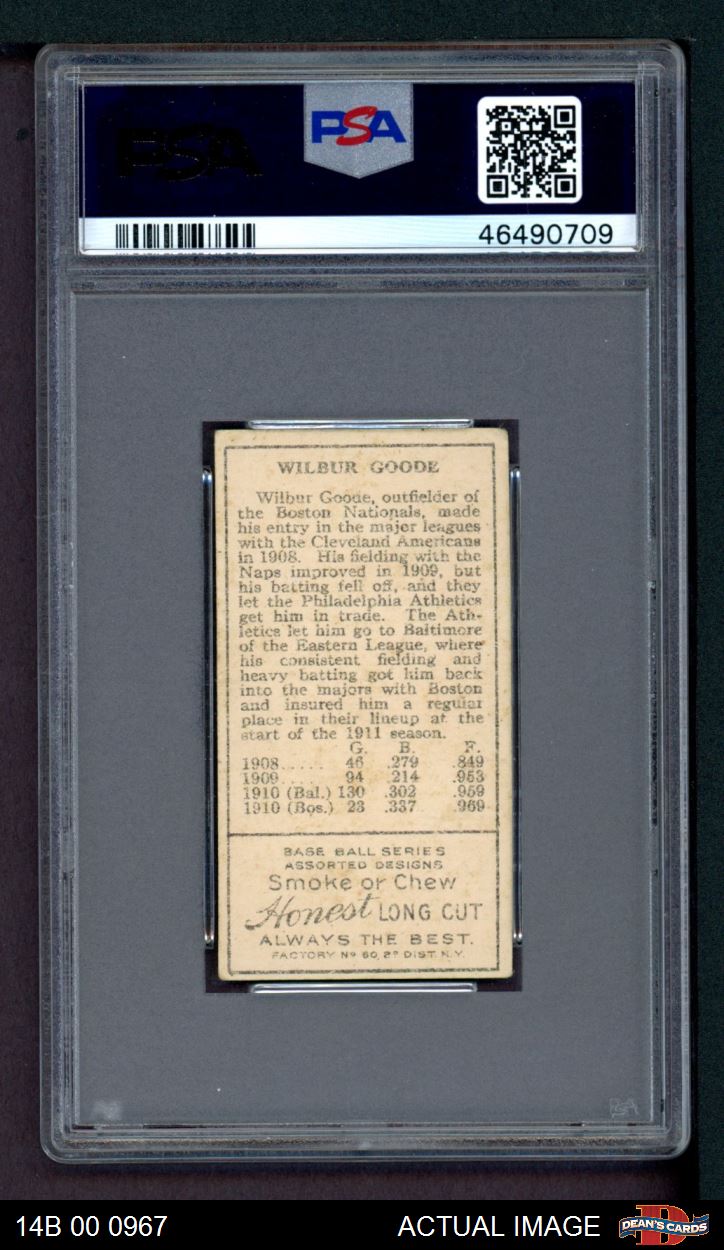 PSA
PSA
46490709
WILBUR GOODE
Wilbur Goode, outfielder of
the Boston Nationals, made
his entry in the major leagues
with the Cleveland Americans
in 1908. His fielding with the
Naps improved in 1909, but
his batting fell off, and they
let the Philadelphia Athletics
get him in trade. The Ath-
letics let him go to Baltimore
of the Eastern League, where
his consistent fielding and
heavy batting got him back
into the majors with Boston
and insured him a regular
place in their lineup at the
start of the 1911 season.
G. B. F.
1908...... 46 .279 .849
1909.... 94 .214 .953
1910 (Bal.) 130 .302 .959
1910 (Bos.) 23 .337 .969
BASE BALL SERIES
ASSORTED DESIGNS
Smoke or Chew
Honest LONG CUT
ALWAYS THE BEST.
FACTORY No 60, 2D DIST. N.Y.
PSA
14B 00 0967
ACTUAL IMAGE
DEAN'S CARDS